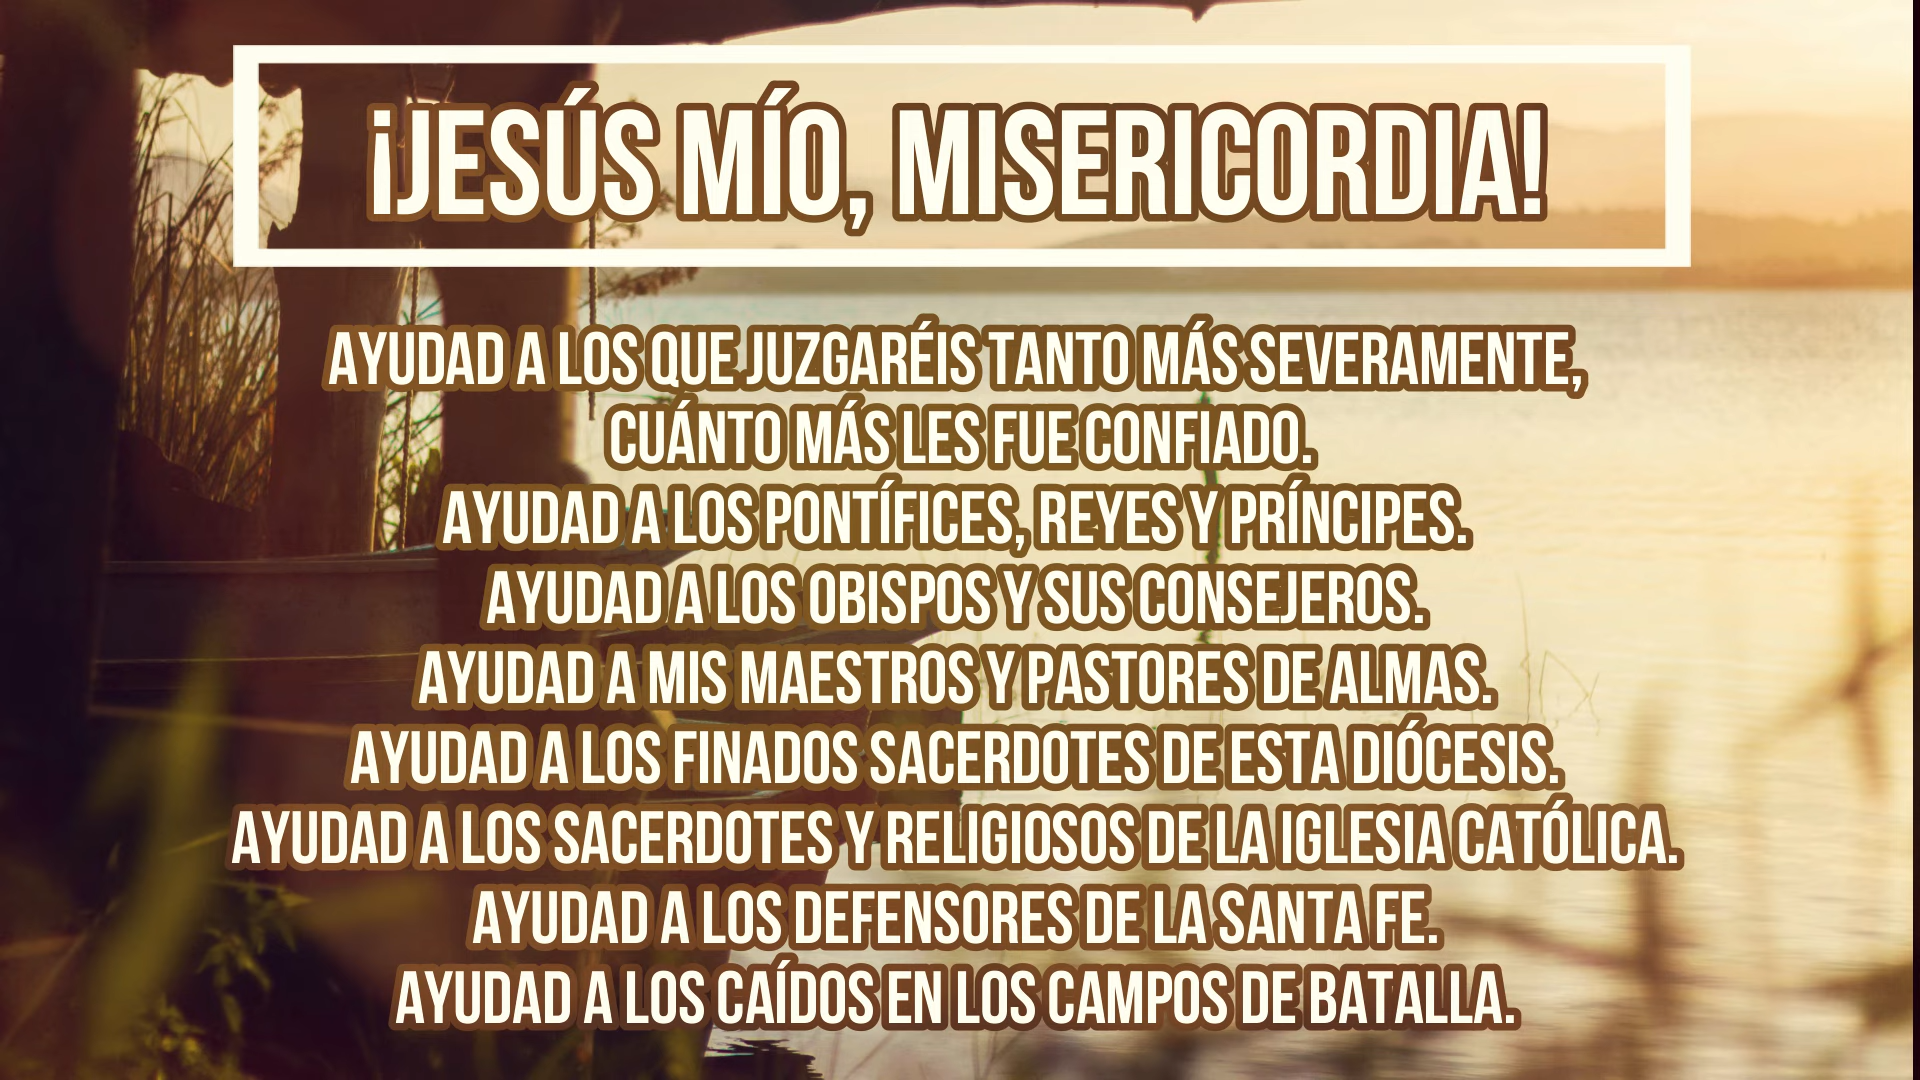 ¡JESÚS MÍO, MISERICORDIA!
AYUDAD A LOS QUE JUZGARÉIS TANTO MÁS SEVERAMENTE,
CUÁNTO MÁS LES FUE CONFIADO.
AYUDAD A LOS PONTÍFICES, REYES Y PRÍNCIPES.
AYUDAD A LOS OBISPOS Y SUS CONSEJEROS.
AYUDAD A MIS MAESTROS Y PASTORES DE ALMAS.
AYUDAD A LOS FINADOS SACERDOTES DE ESTA DIÓCESIS.
AYUDAD A LOS SACERDOTES Y RELIGIOSOS DE LA IGLESIA CATÓLICA.
AYUDAD A LOS DEFENSORES DE LA SANTA FE.
AYUDAD A LOS CAÍDOS EN LOS CAMPOS DE BATALLA.